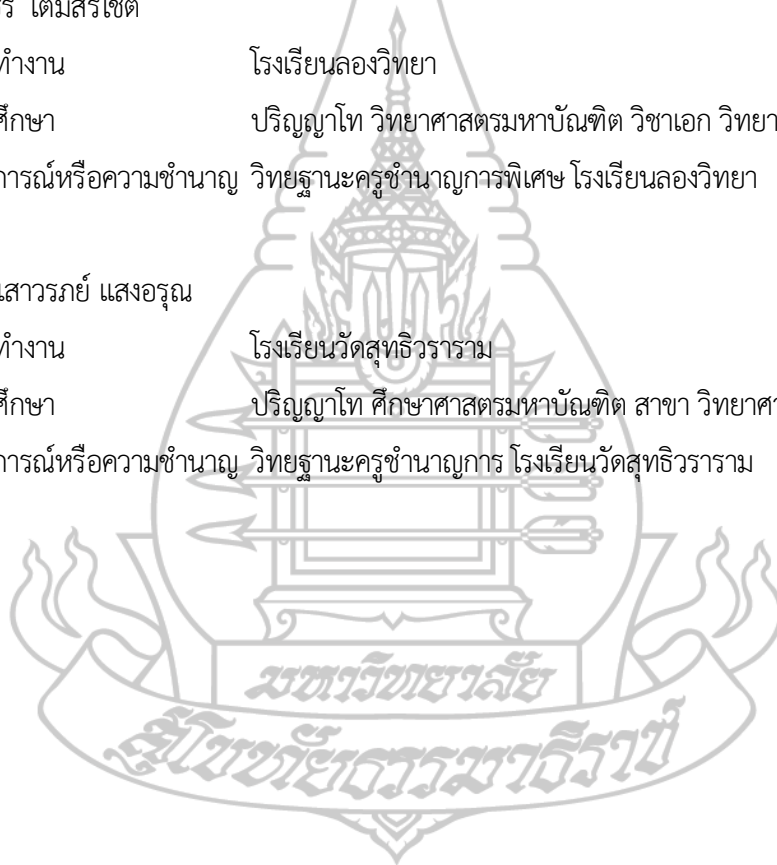 เต็มสิริโชติ
ทำงาน โรงเรียนลองวิทยา
ศึกษา ปริญญาโท วิทยาศาสตรมหาบัณฑิต วิชาเอก วิทยา
การณ์หรือความชำนาญ วิทยฐานะครูชำนาญการพิเศษ โรงเรียนลองวิทยา
เสาวรภย์ แสงอรุณ
ทำงาน โรงเรียนวัดสุทธิวราราม
ศึกษา ปริญญาโท ศึกษาศาสตรมหาบัณฑิต สาขา วิทยาศา
การณ์หรือความชำนาญ วิทยฐานะครูชำนาญการ โรงเรียนวัดสุทธิวราราม
มหาวิทยาลัย
สุโขทัยธรรมาธิราช